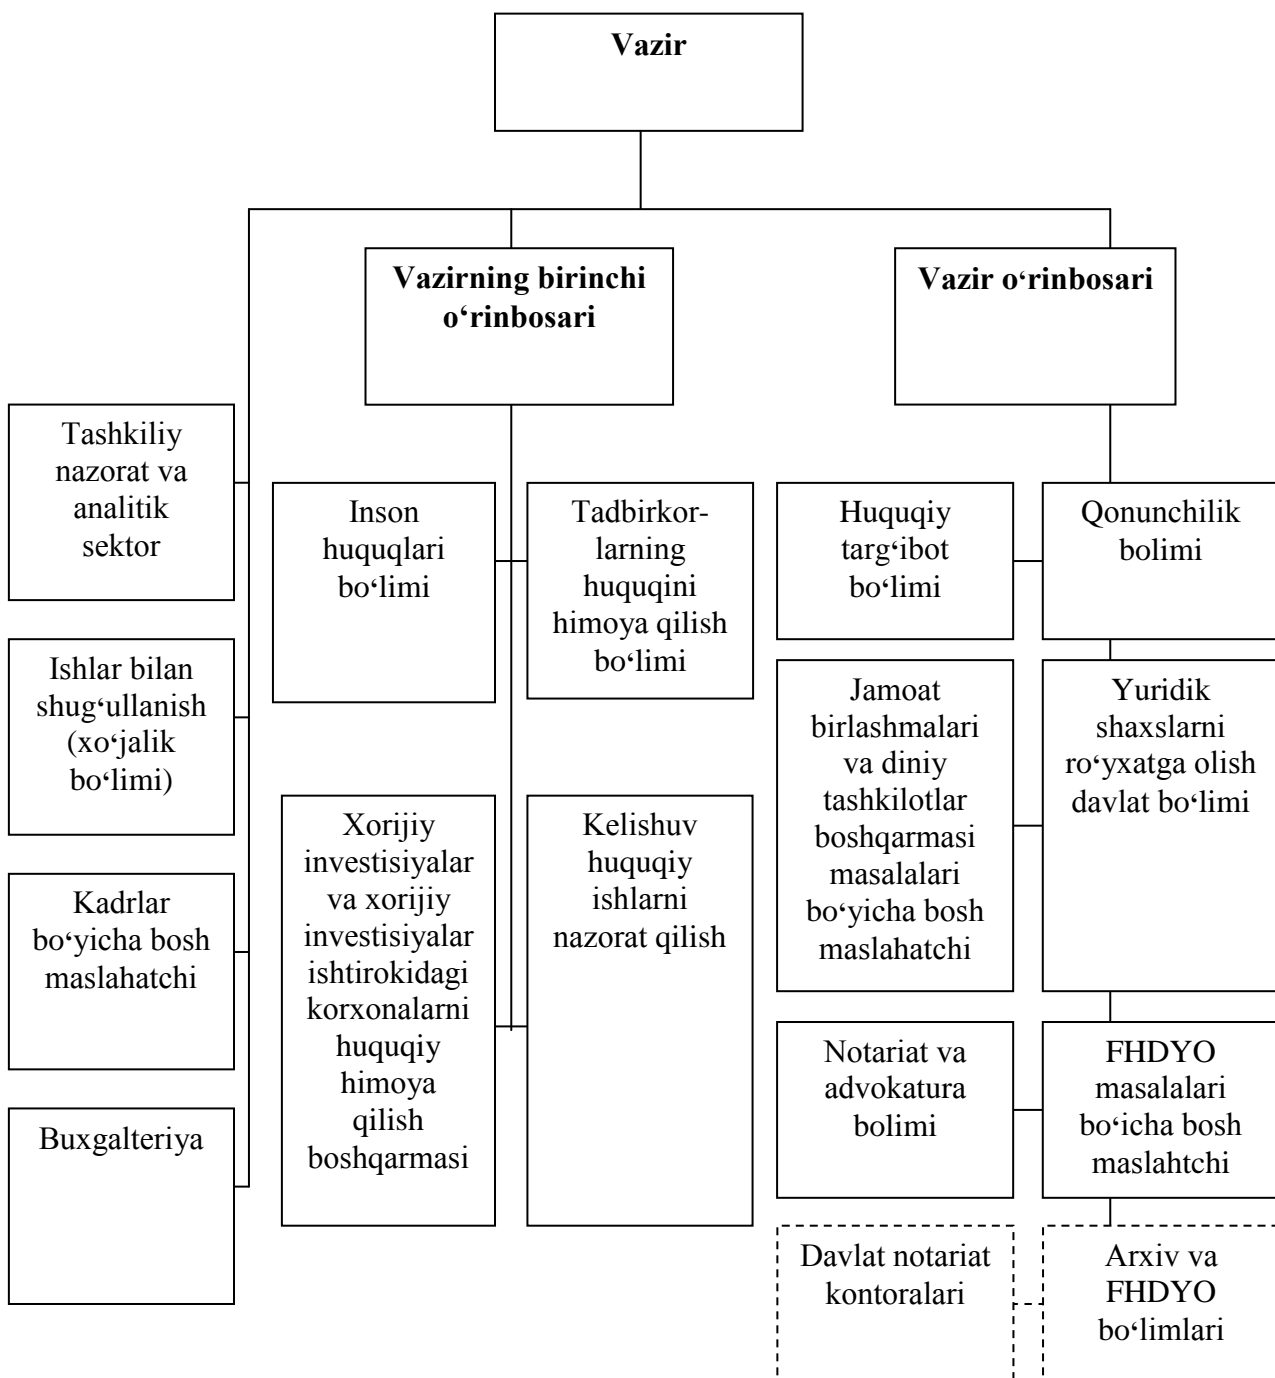 Vazir
Vazirning birinchi
o‘rinbosari
Vazir o‘rinbosari
Tashkiliy
nazorat va
analitik
sektor
Ishlar bilan
shug‘ullanish
(xo‘jalik
bo‘limi)
Kadrlar
bo‘yicha bosh
maslahatchi
Buxgalteriya
Inson
huquqlari
bo‘limi
Tadbirkor-
larning
huquqini
himoya qilish
bo‘limi
Xorijiy
investisiyalar
va xorijiy
investisiyalar
ishtirokidagi
korxonalarni
huquqiy
himoya
qilish
boshqarmasi
Kelishuv
huquqiy
ishlarni
nazorat qilish
Huquqiy
targ‘ibot
bo‘limi
Qonunchilik
bolimi
Jamoat
birlashmalari
va diniy
tashkilotlar
boshqarmasi
masalalari
bo‘yicha bosh
maslahatchi
Yuridik
shaxslarni
ro‘yxatga olish
davlat bo‘limi
Notariat va
advokatura
bolimi
FHDYO
masalalari
bo‘icha bosh
maslahtchi
Davlat notariat
kontoralari
Arxiv va
FHDYO
bo‘limlari